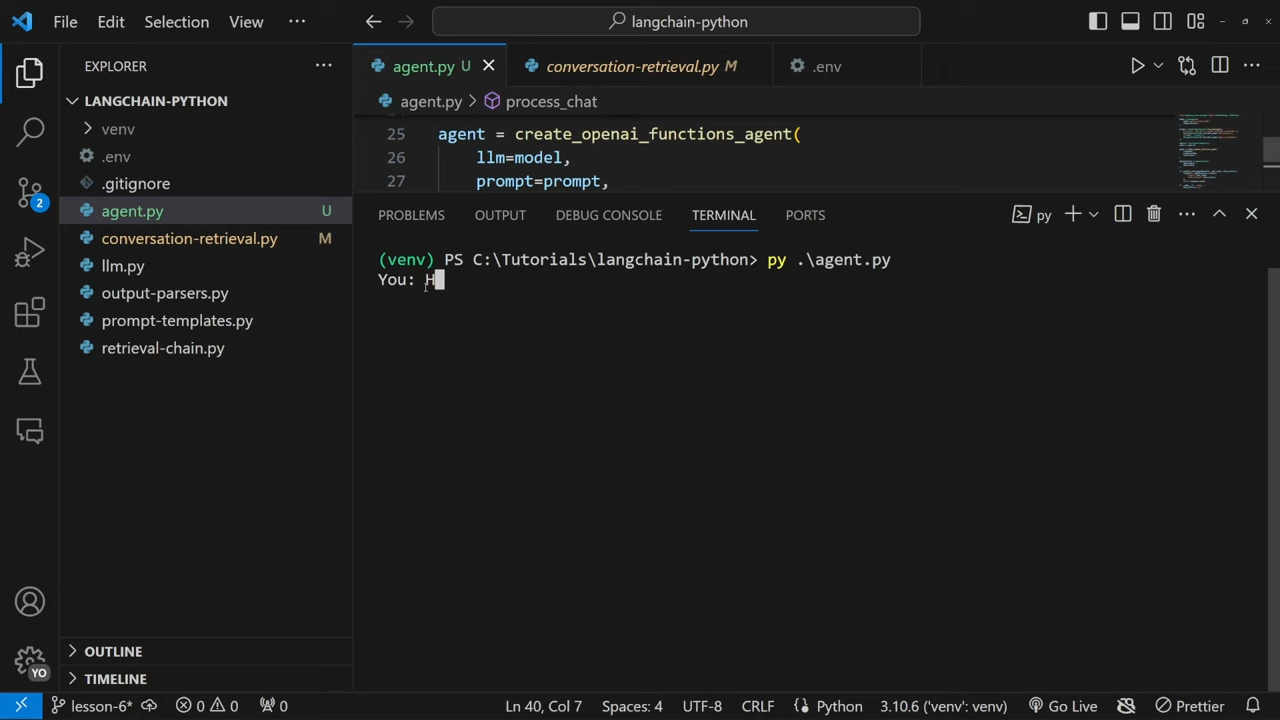 File Edit Selection View
langchain-python
EXPLORER
LANGCHAIN-PYTHON
venv
.env
.gitignore
agent.py U
conversation-retrieval.py M
llm.py
output-parsers.py
prompt-templates.py
retrieval-chain.py
OUTLINE
TIMELINE
2
YO
agent.py U
conversation-retrieval.py M
.env
agent.py > process_chat
25 agent = create_openai_functions_agent(
26 llm=model,
27 prompt=prompt,
PROBLEMS OUTPUT DEBUG CONSOLE TERMINAL PORTS
py
(venv) PS C:\Tutorials\langchain-python> py .\agent.py
You: H
lesson-6* 0 0 0 Ln 40, Col 7 Spaces: 4 UTF-8 CRLF Python 3.10.6 ('venv': venv) Go Live Prettier